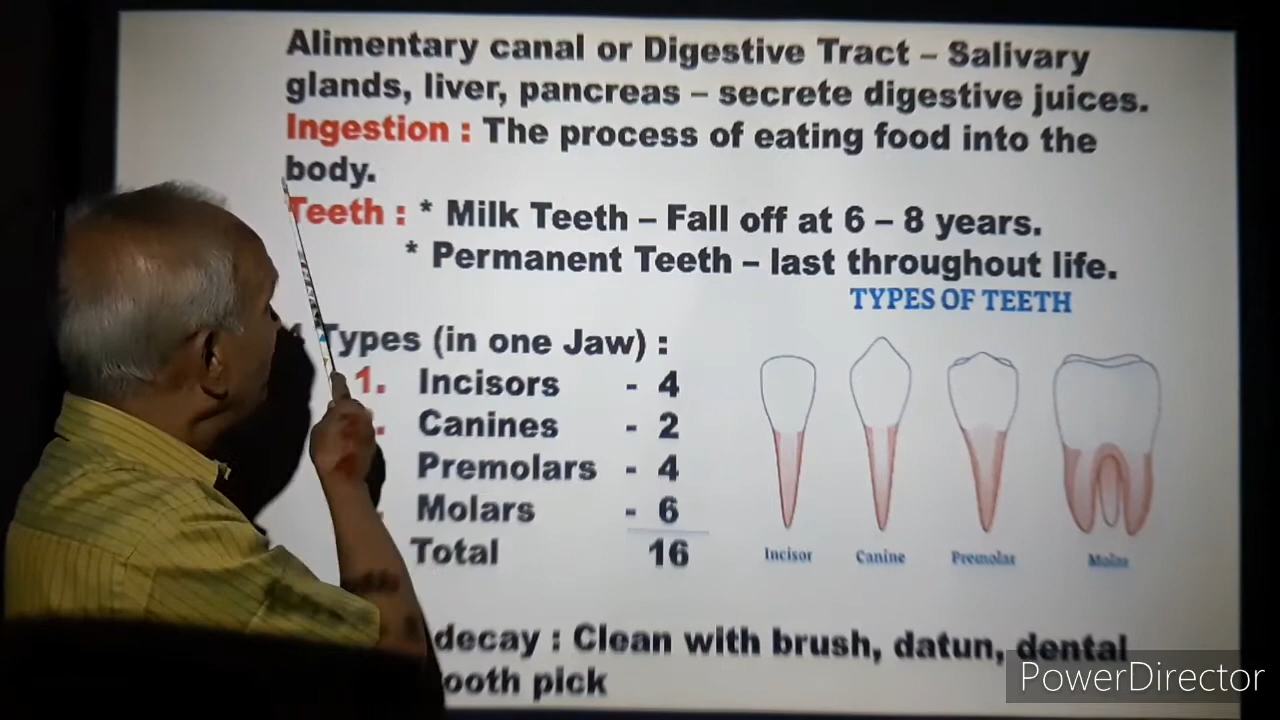 Alimentary canal or Digestive Tract – Salivary
glands, liver, pancreas – secrete digestive juices.
Ingestion : The process of eating food into the
body.
Teeth : * Milk Teeth – Fall off at 6 – 8 years.
* Permanent Teeth – last throughout life.
TYPES OF TEETH
Types (in one Jaw) :
1. Incisors - 4
Canines - 2
Premolars - 4
Molars - 6
Total 16
Incisor Canine Premolar Molar
decay : Clean with brush, datun, dental
pick
PowerDirector